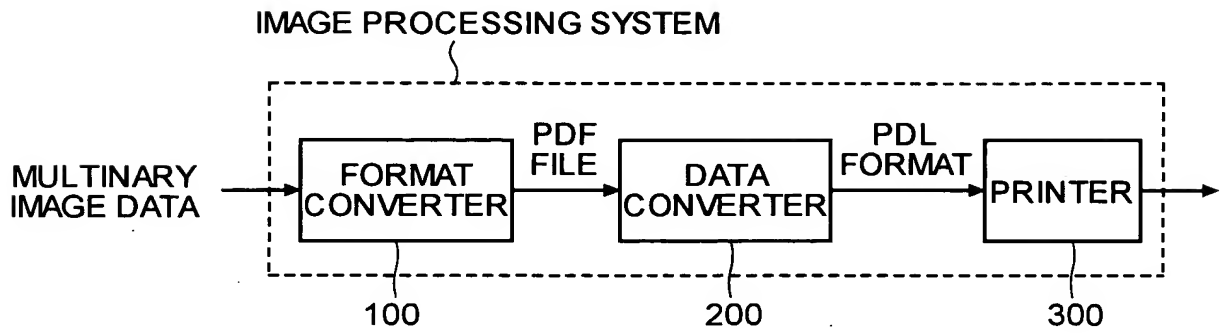 IMAGE PROCESSING SYSTEM
MULTINARY
IMAGE DATA
FORMAT
CONVERTER
PDF
FILE
DATA
CONVERTER
PDL
FORMAT
PRINTER
100
200
300